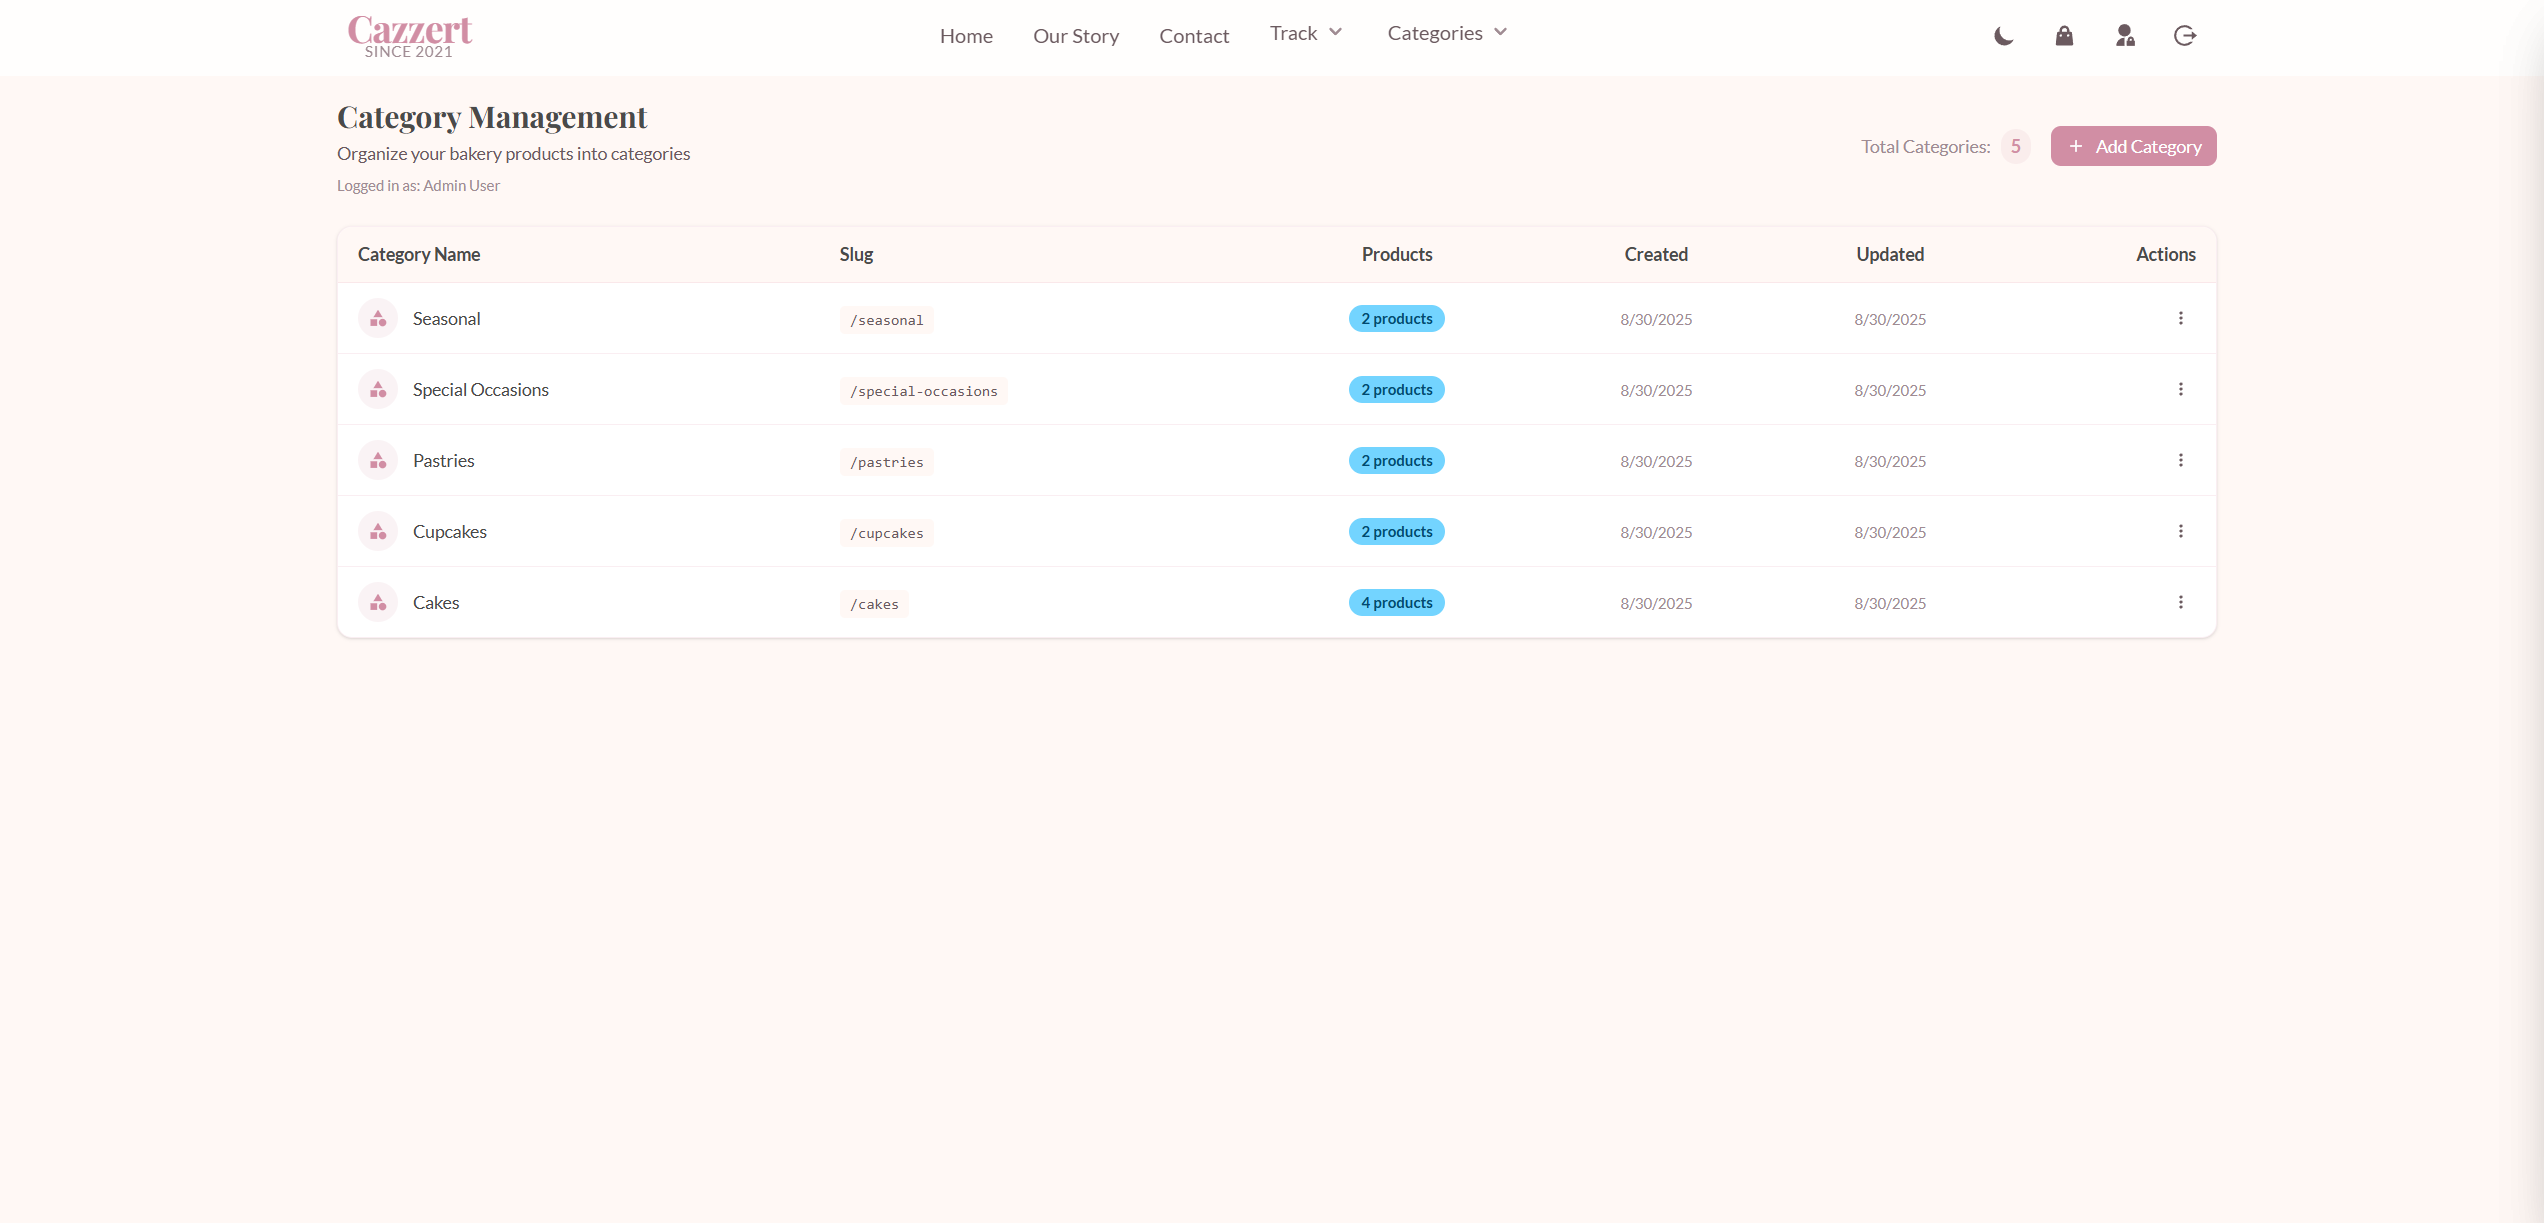 Cazzert
SINCE 2021
Home Our Story Contact Track Categories
Category Management
Organize your bakery products into categories
Logged in as: Admin User
Total Categories: 5 + Add Category
Category Name Slug Products Created Updated Actions
Seasonal /seasonal 2 products 8/30/2025 8/30/2025
Special Occasions /special-occasions 2 products 8/30/2025 8/30/2025
Pastries /pastries 2 products 8/30/2025 8/30/2025
Cupcakes /cupcakes 2 products 8/30/2025 8/30/2025
Cakes /cakes 4 products 8/30/2025 8/30/2025